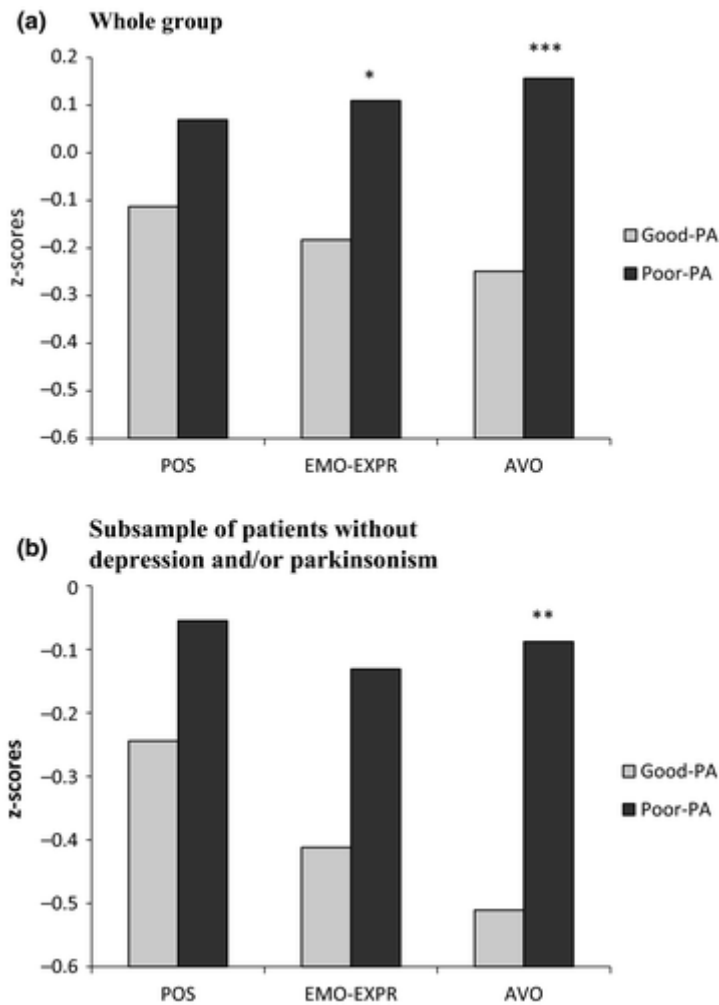 (a) Whole group
0.2
0.1
0.0
−0.1
−0.2
−0.3
−0.4
−0.5
−0.6
z-scores
* ***
Good-PA
Poor-PA
POS EMO-EXPR AVO
(b) Subsample of patients without
depression and/or parkinsonism
0
−0.1
−0.2
−0.3
−0.4
−0.5
−0.6
z-scores
**
Good-PA
Poor-PA
POS EMO-EXPR AVO